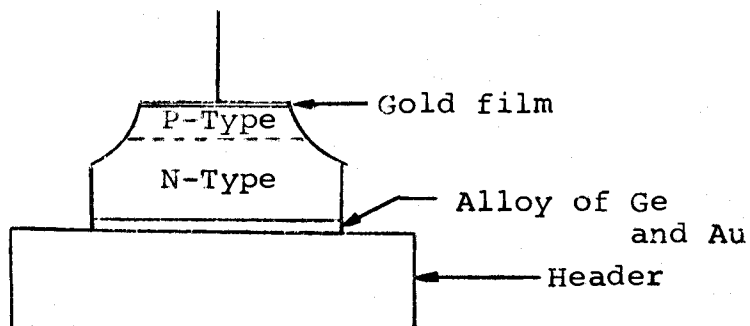 Gold film
P-Type
N-Type
Alloy of Ge
and Au
Header